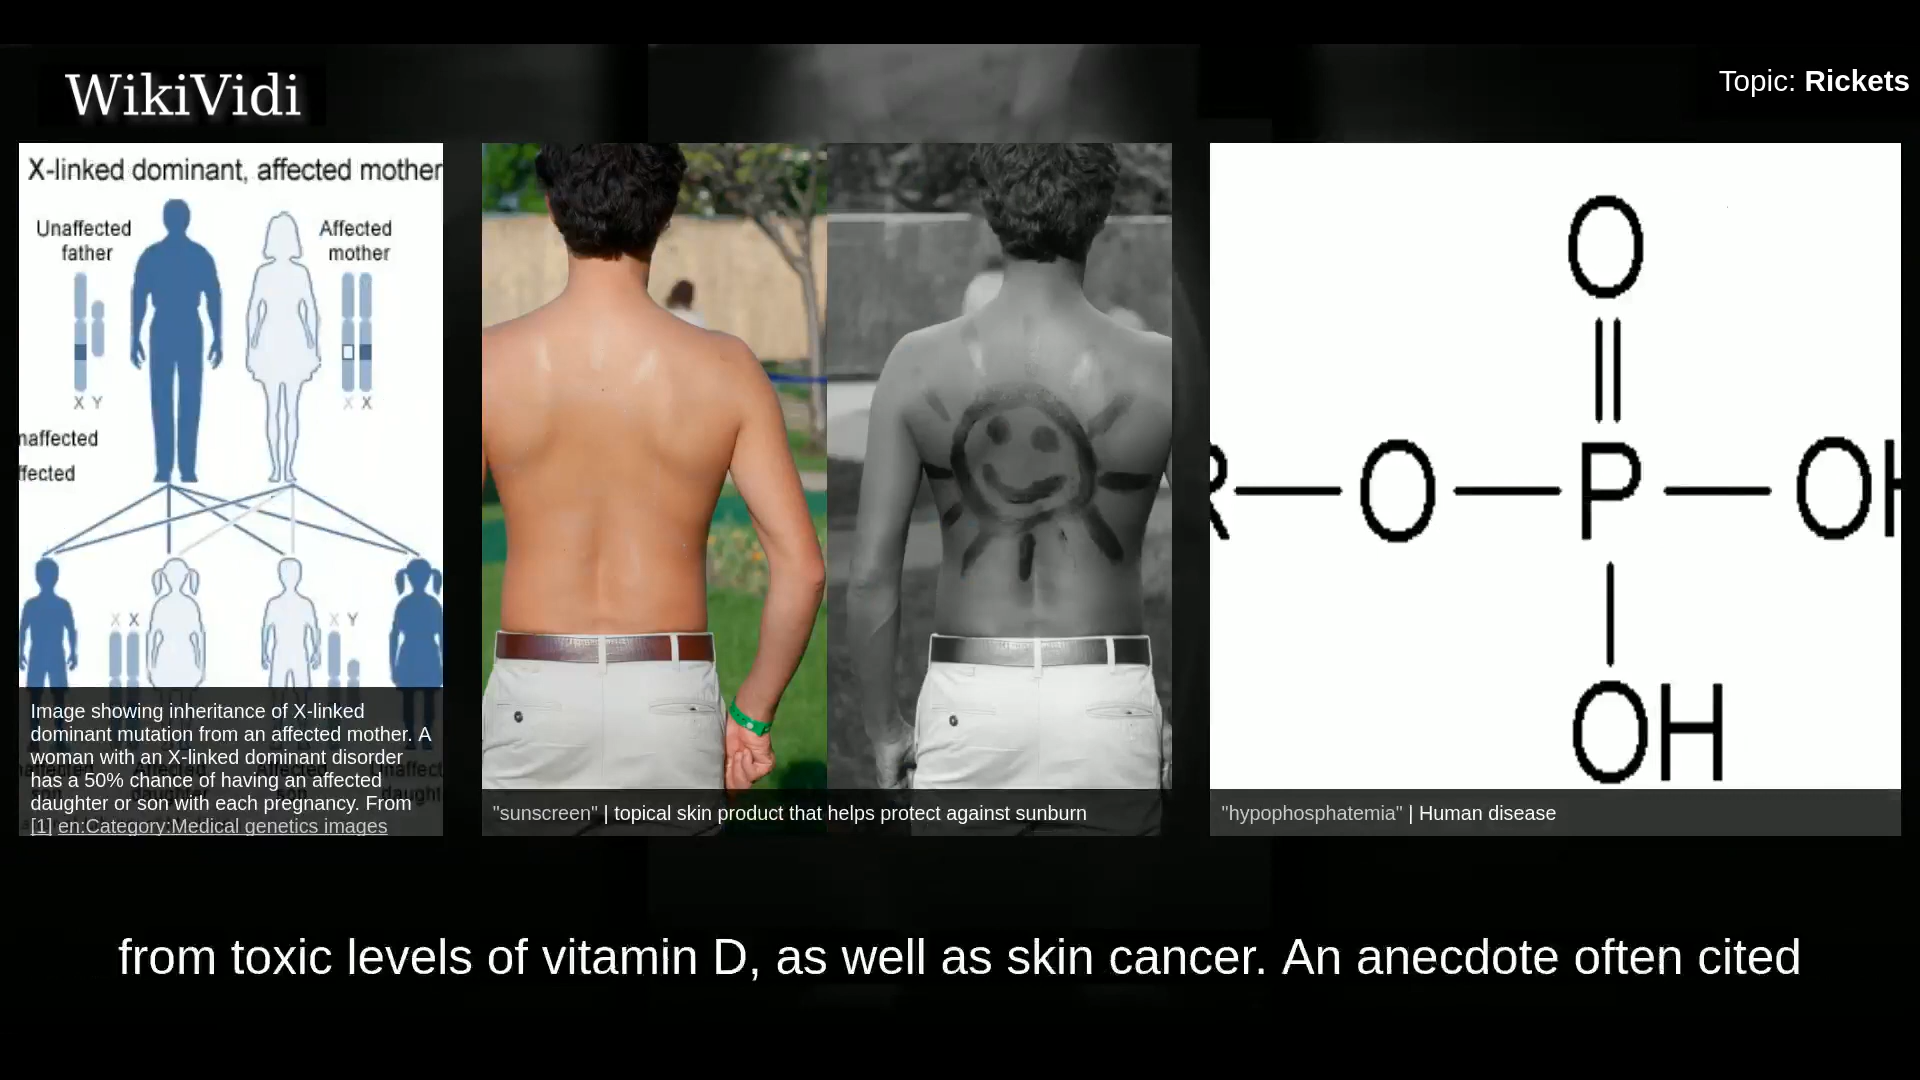 WikiVidi
Topic: Rickets
X-linked dominant, affected mother
Unaffected
father
Affected
mother
X Y
X X
naffected
ffected
X X
X Y
Image showing inheritance of X-linked
dominant mutation from an affected mother. A
woman with an X-linked dominant disorder
has a 50% chance of having an affected
daughter or son with each pregnancy. From
[1] en:Category:Medical genetics images
"sunscreen" | topical skin product that helps protect against sunburn
O
R O P OH
OH
"hypophosphatemia" | Human disease
from toxic levels of vitamin D, as well as skin cancer. An anecdote often cited